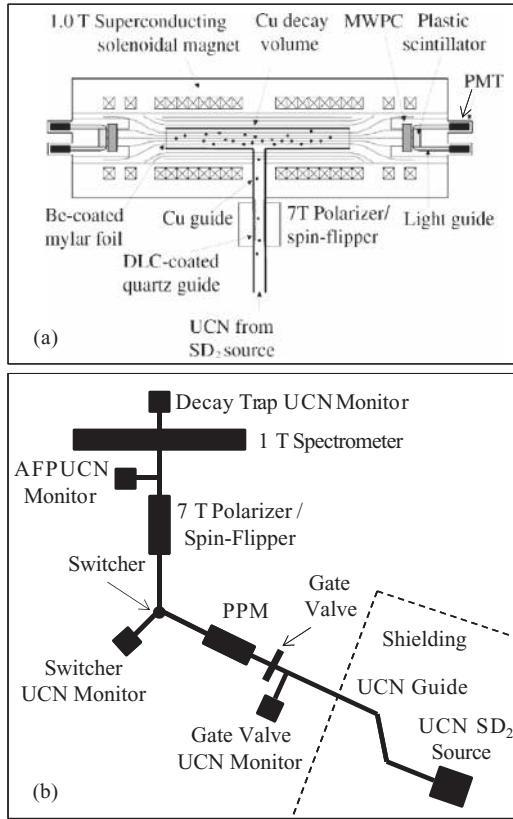 1.0 T Superconducting
solenoidal magnet
Cu decay
volume
MWPC
Plastic
scintillator
PMT
Be-coated
mylar foil
Cu guide
7T Polarizer/
spin-flipper
Light guide
DLC-coated
quartz guide
UCN from
SD₂ source
(a)
Decay Trap UCN Monitor
1 T Spectrometer
AFPUCN
Monitor
7 T Polarizer /
Spin-Flipper
Switcher
PPM
Gate
Valve
Shielding
Switcher
UCN Monitor
Gate Valve
UCN Monitor
UCN Guide
UCN SD₂
Source
(b)